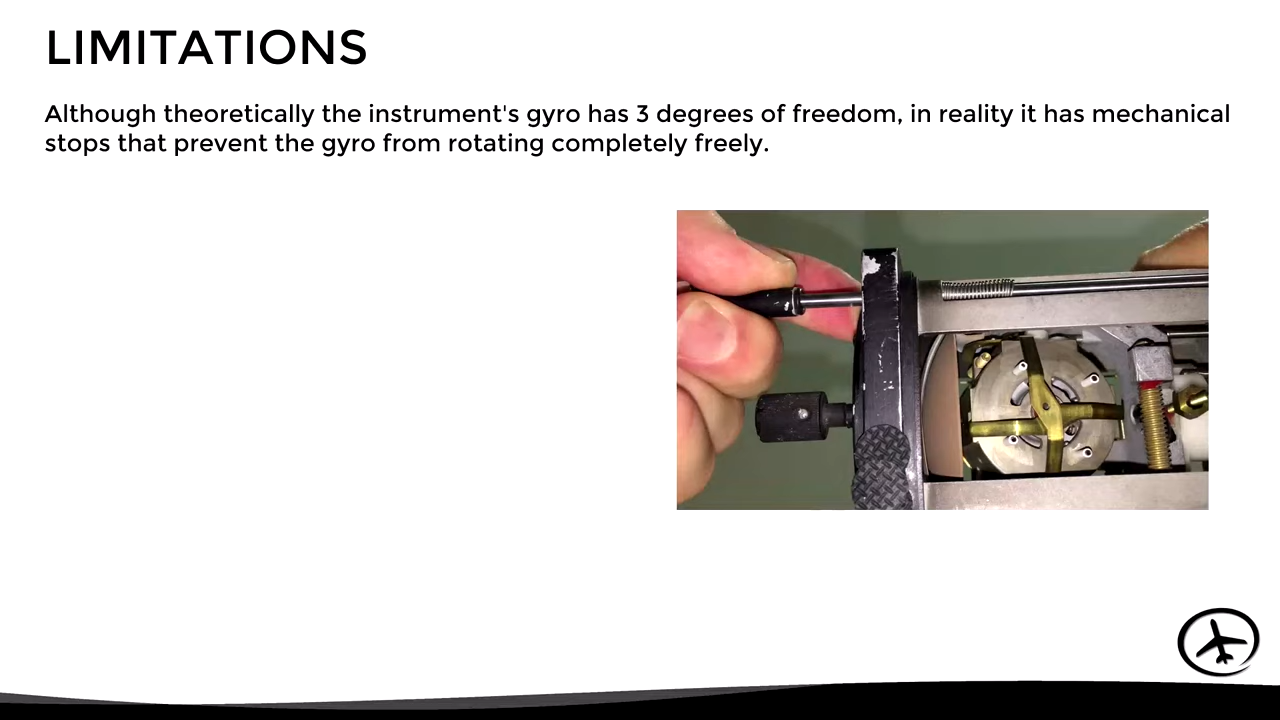 LIMITATIONS
Although theoretically the instrument's gyro has 3 degrees of freedom, in reality it has mechanical
stops that prevent the gyro from rotating completely freely.